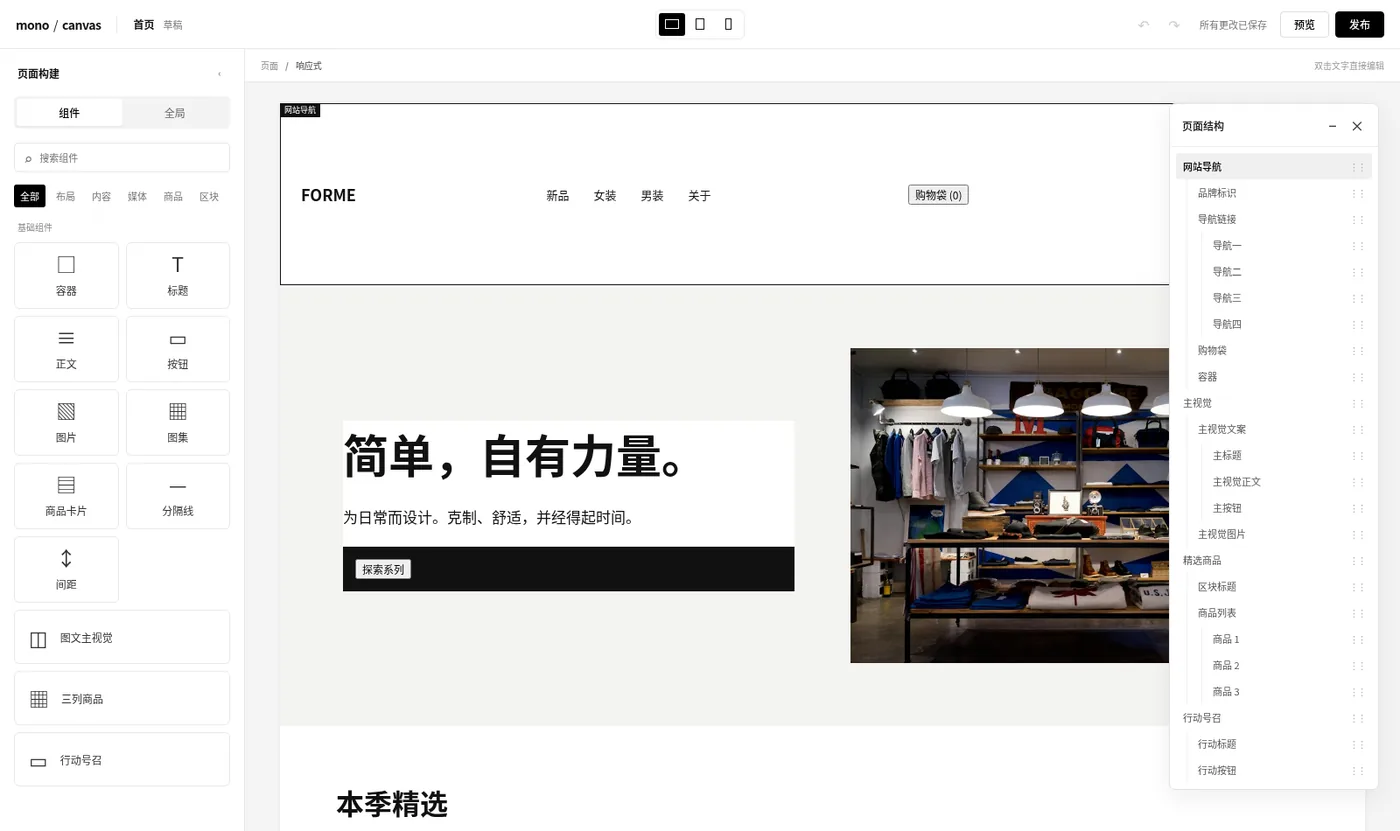 mono / canvas
首页 草稿
所有更改已保存
预览
发布
页面构建
组件
全局
搜索组件
全部 布局 内容 媒体 商品 区块
基础组件
容器
标题
正文
按钮
图片
图集
商品卡片
分隔线
间距
图文主视觉
三列商品
行动号召
页面 / 响应式
双击文字直接编辑
网站导航
FORME
新品 女装 男装 关于
购物袋 (0)
简单，自有力量。
为日常而设计。克制、舒适，并经得起时间。
探索系列
M
U.S.
本季精选
页面结构
网站导航
品牌标识
导航链接
导航一
导航二
导航三
导航四
购物袋
容器
主视觉
主视觉文案
主标题
主视觉正文
主按钮
主视觉图片
精选商品
区块标题
商品列表
商品 1
商品 2
商品 3
行动号召
行动标题
行动按钮